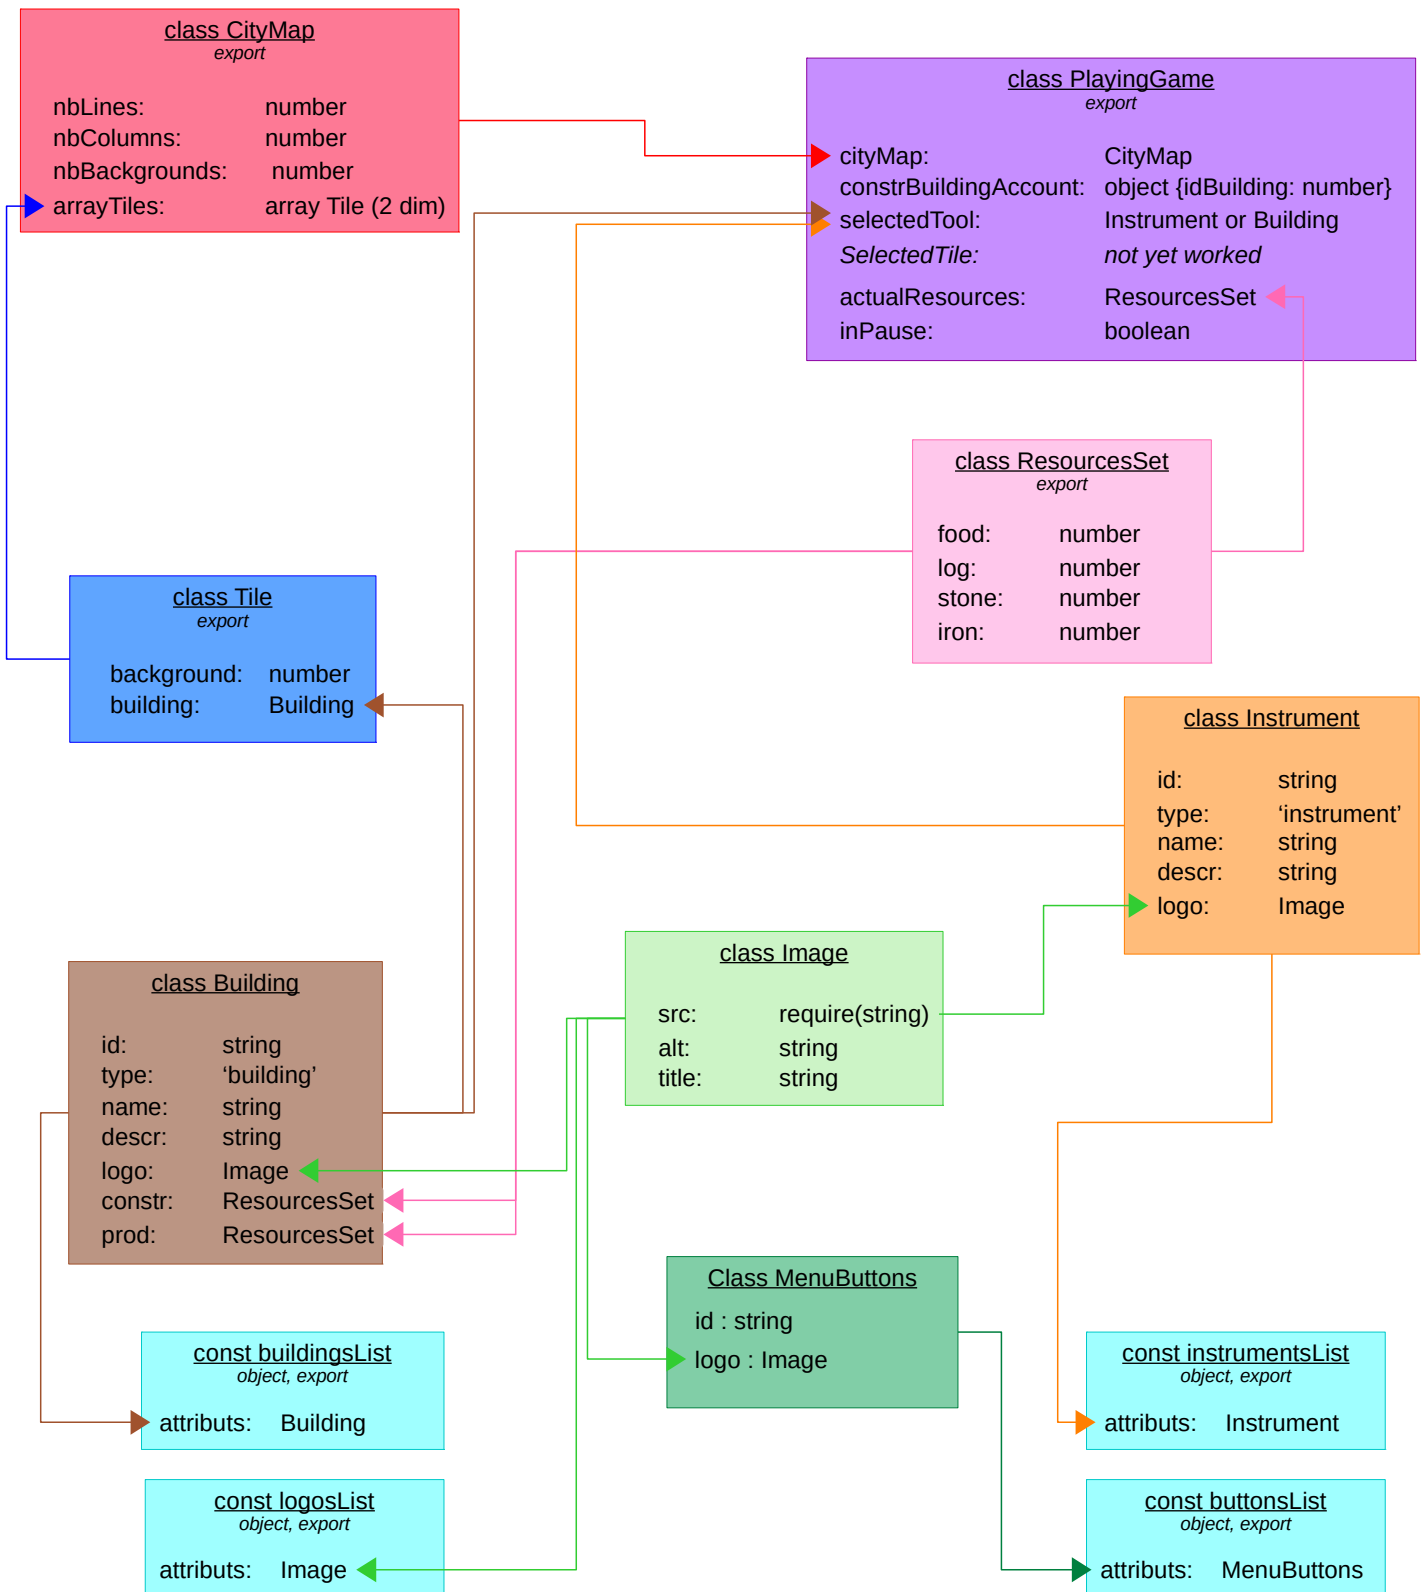 class CityMap
export
nbLines: number
nbColumns: number
nbBackgrounds: number
arrayTiles: array Tile (2 dim)
class PlayingGame
export
cityMap: CityMap
constrBuildingAccount: object {idBuilding: number}
selectedTool: Instrument or Building
SelectedTile: not yet worked
actualResources: ResourcesSet
inPause: boolean
class ResourcesSet
export
food: number
log: number
stone: number
iron: number
class Tile
export
background: number
building: Building
class Instrument
id: string
type: ‘instrument’
name: string
descr: string
logo: Image
class Image
src: require(string)
alt: string
title: string
class Building
id: string
type: ‘building’
name: string
descr: string
logo: Image
constr: ResourcesSet
prod: ResourcesSet
Class MenuButtons
id : string
logo : Image
const buildingsList
object, export
attributs: Building
const instrumentsList
object, export
attributs: Instrument
const logosList
object, export
attributs: Image
const buttonsList
object, export
attributs: MenuButtons